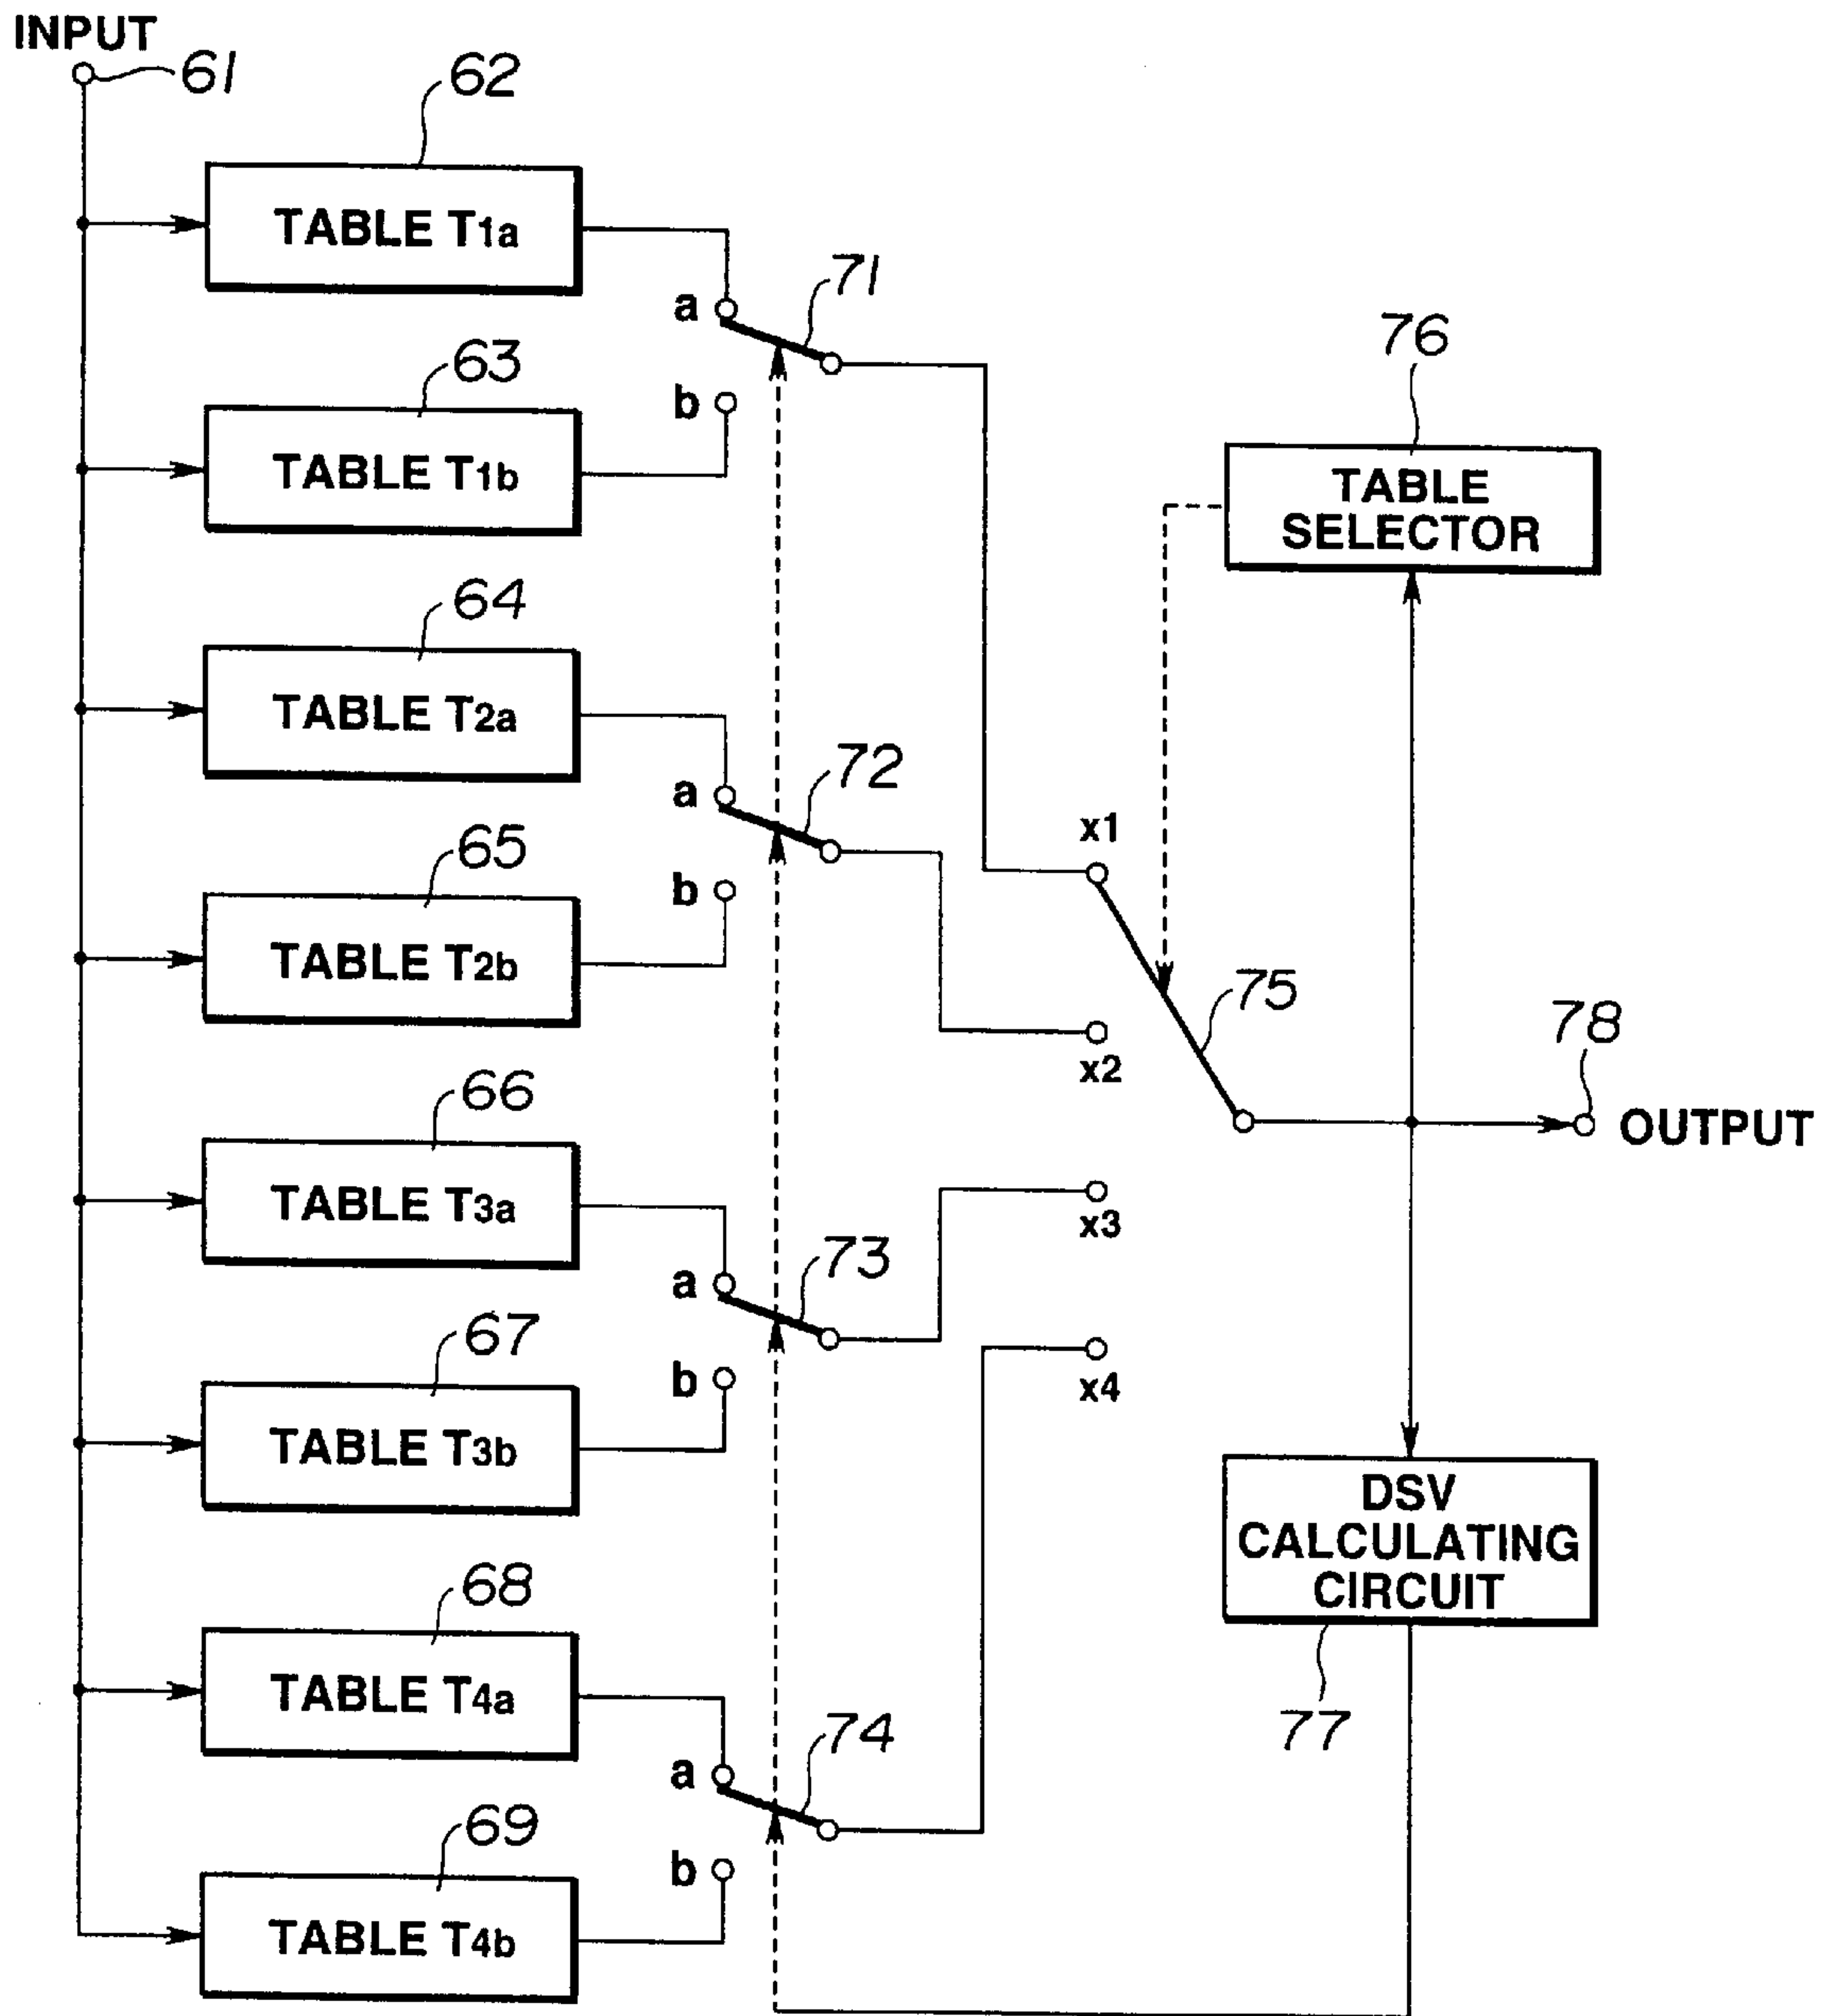 INPUT
61
62
TABLE T1a
71
a
76
63
b
TABLE T1b
TABLE
SELECTOR
64
TABLE T2a
72
a
x1
65
b
TABLE T2b
75
78
x2
66
OUTPUT
TABLE T3a
x3
73
a
67
b
x4
TABLE T3b
DSV
CALCULATING
CIRCUIT
68
TABLE T4a
74
77
a
69
b
TABLE T4b